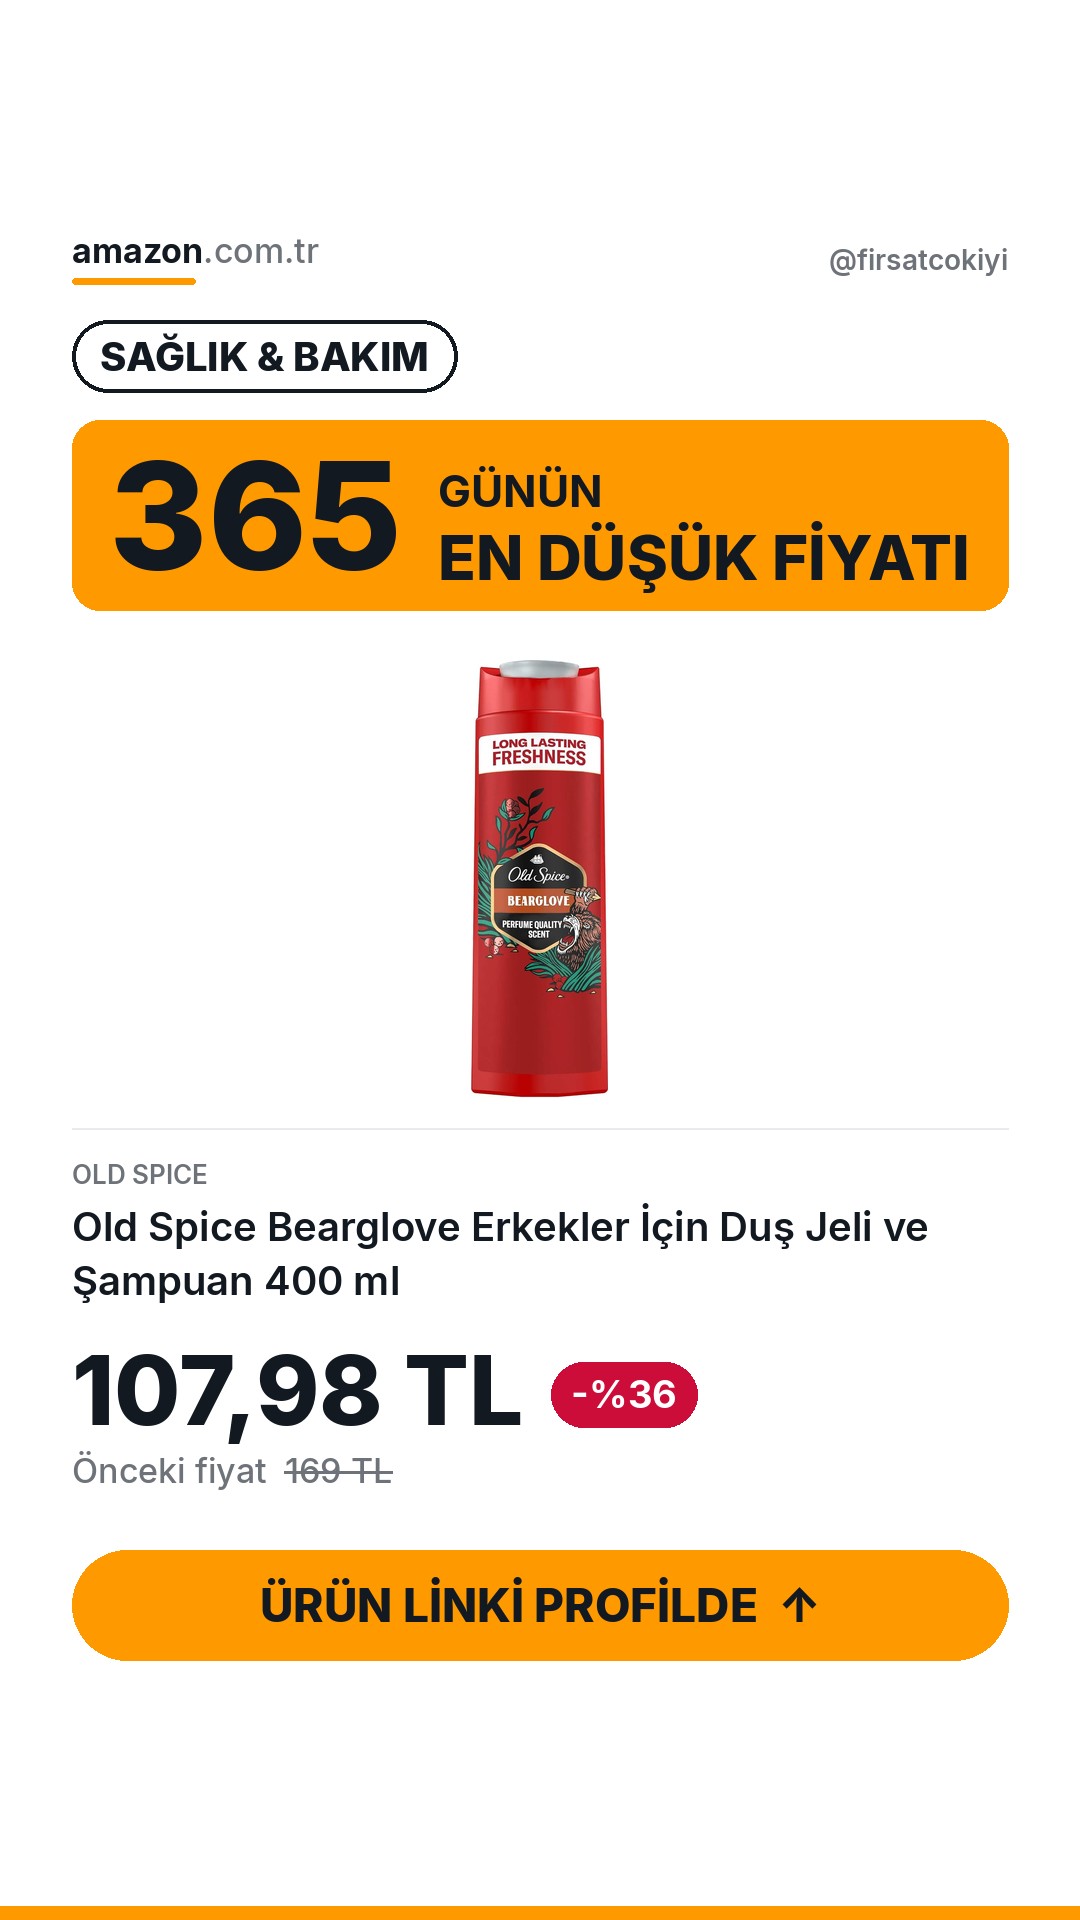 amazon.com.tr
@firsatcokiyi
SAĞLIK & BAKIM
365 GÜNÜN
EN DÜŞÜK FİYATI
LONG LASTING
FRESHNESS
Old Spice
BEARGLOVE
PERFUME QUALITY
SCENT
OLD SPICE
Old Spice Bearglove Erkekler İçin Duş Jeli ve
Şampuan 400 ml
107,98 TL -%36
Önceki fiyat 169 TL
ÜRÜN LİNKİ PROFİLDE ↑